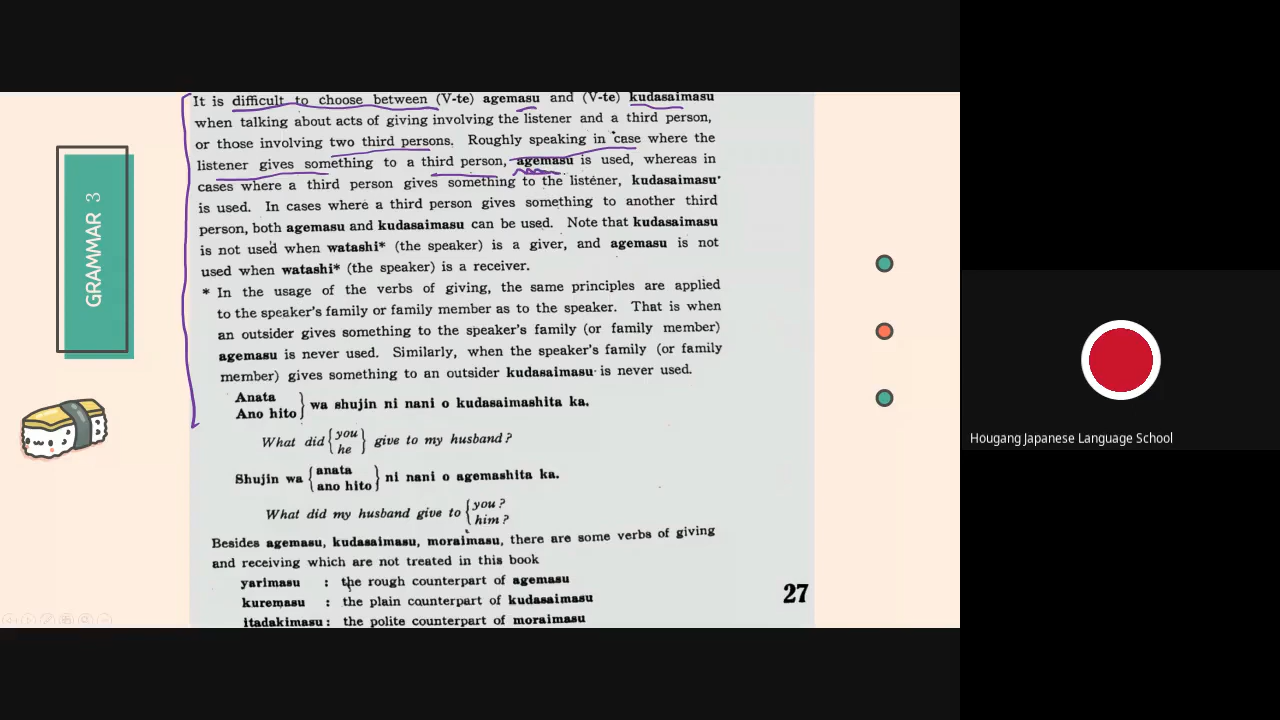 GRAMMAR 3
It is difficult to choose between (V-te) agemasu and (V-te) kudasaimasu
when talking about acts of giving involving the listener and a third person,
or those involving two third persons. Roughly speaking in case where the
listener gives something to a third person, agemasu is used, whereas in
cases where a third person gives something to the listener, kudasaimasu
is used. In cases where a third person gives something to another third
person, both agemasu and kudasaimasu can be used. Note that kudasaimasu
is not used when watashi* (the speaker) is a giver, and agemasu is not
used when watashi* (the speaker) is a receiver.
* In the usage of the verbs of giving, the same principles are applied
to the speaker's family or family member as to the speaker. That is when
an outsider gives something to the speaker's family (or family member)
agemasu is never used. Similarly, when the speaker's family (or family
member) gives something to an outsider kudasaimasu is never used.
Anata
Ano hito } wa shujin ni nani o kudasaimashita ka.
What did { you
he } give to my husband?
Shujin wa { anata
ano hito } ni nani o agemashita ka.
What did my husband give to { you?
him?
Besides agemasu, kudasaimasu, moraimasu, there are some verbs of giving
and receiving which are not treated in this book
yarimasu : the rough counterpart of agemasu
kuremasu : the plain counterpart of kudasaimasu
itadakimasu : the polite counterpart of moraimasu
27
Hougang Japanese Language School